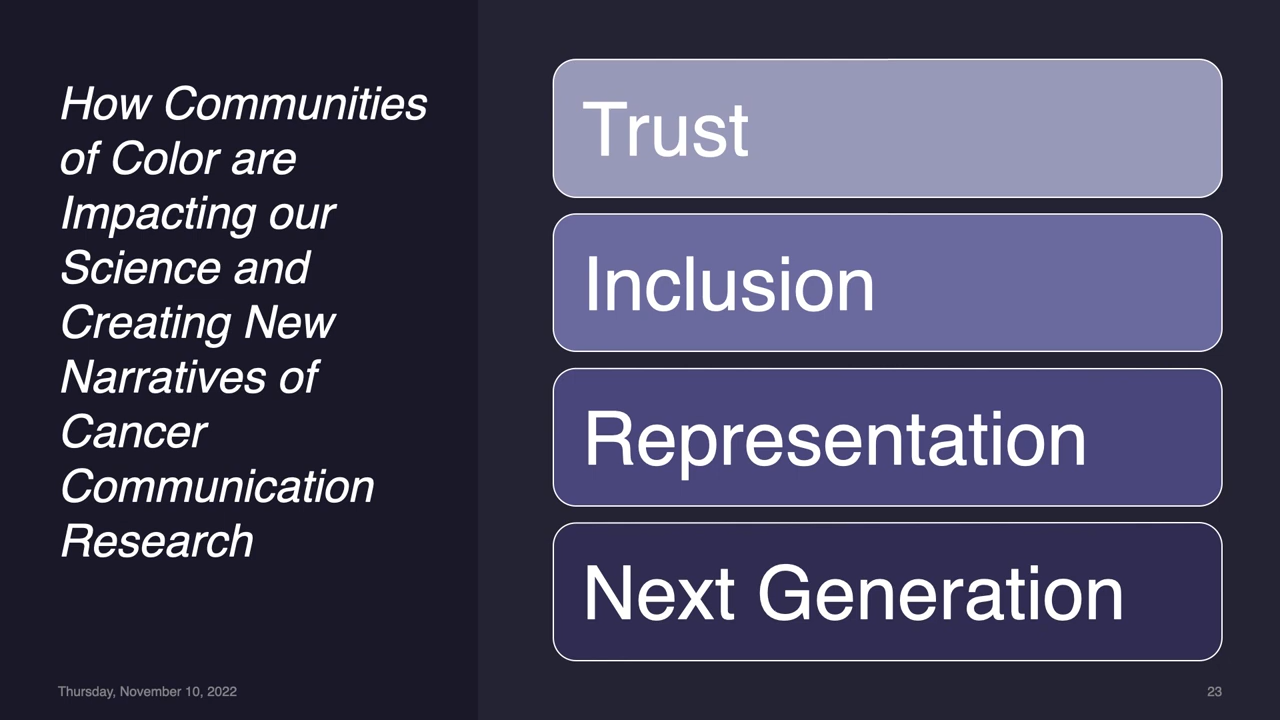 How Communities
of Color are
Impacting our
Science and
Creating New
Narratives of
Cancer
Communication
Research
Trust
Inclusion
Representation
Next Generation
Thursday, November 10, 2022
23